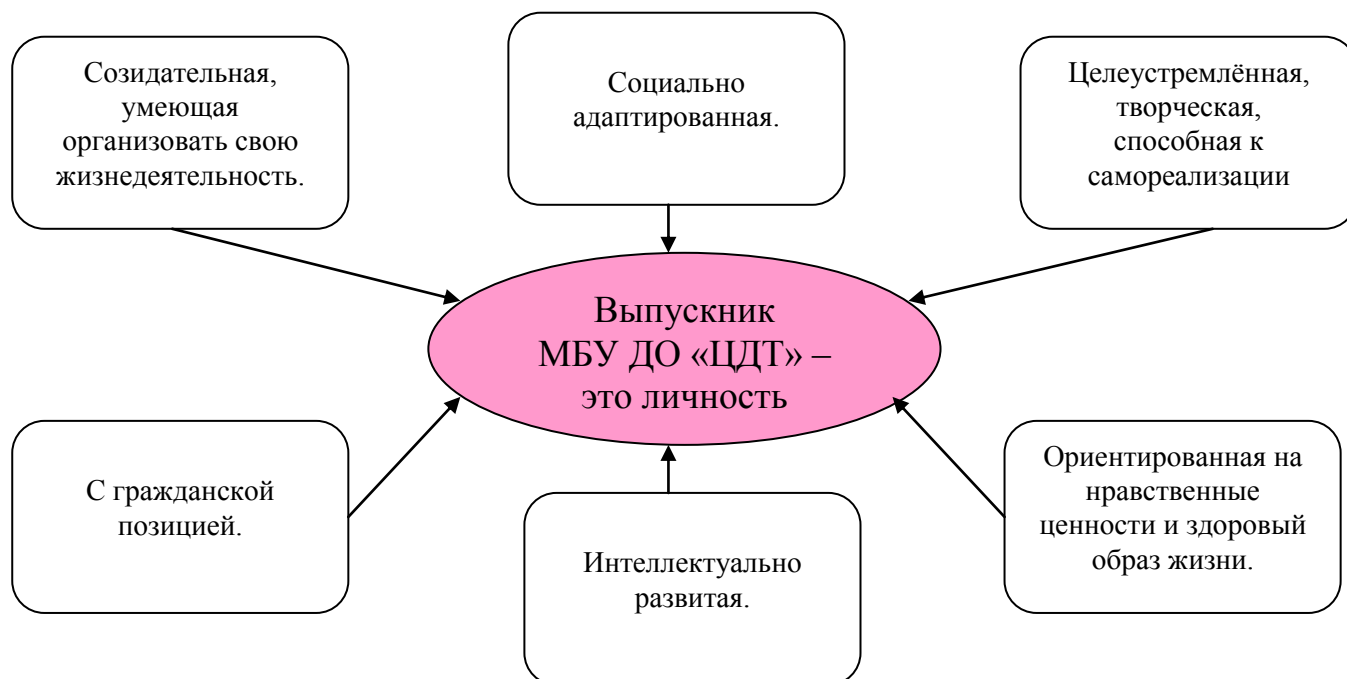 Созидательная,
умеющая
организовать свою
жизнедеятельность.
Социально
адаптированная.
Целеустремлённая,
творческая,
способная к
самореализации
Выпускник
МБУ ДО «ЦДТ» –
это личность
С гражданской
позицией.
Интеллектуально
развитая.
Ориентированная на
нравственные
ценности и здоровый
образ жизни.